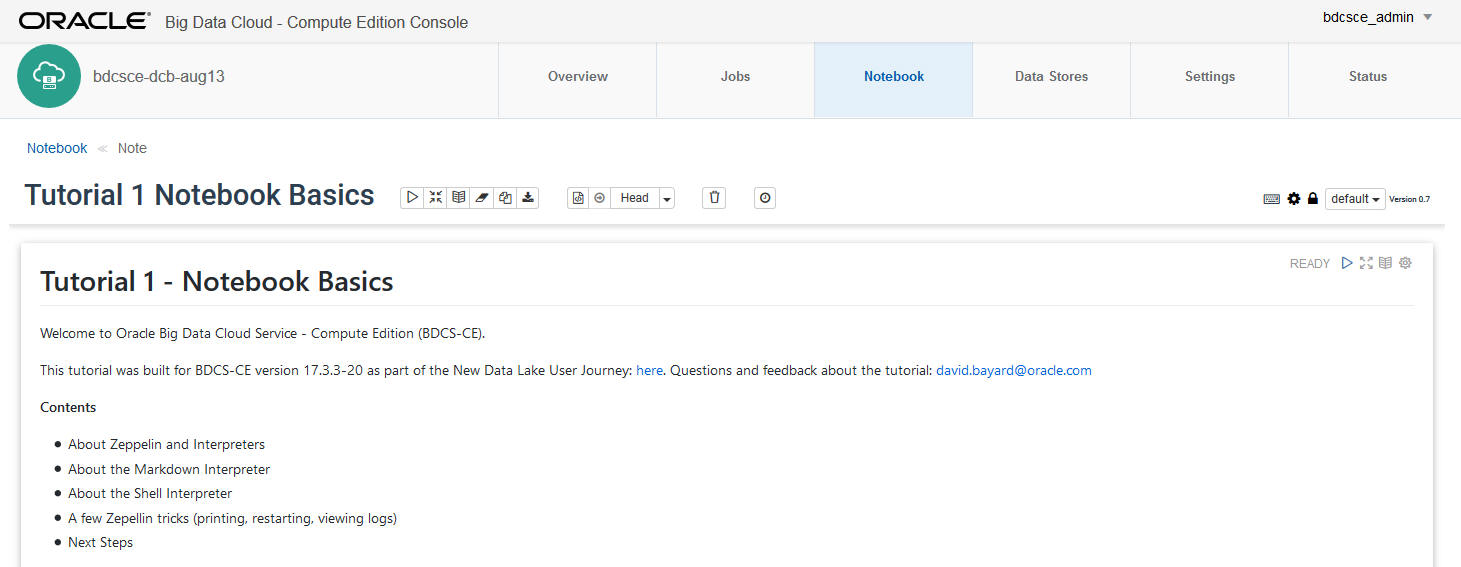 ORACLE Big Data Cloud - Compute Edition Console
bdcsce_admin
bdcsce-dcb-aug13
Overview
Jobs
Notebook
Data Stores
Settings
Status
Notebook ≪ Note
Tutorial 1 Notebook Basics
Head
default
Version 0.7
READY
Tutorial 1 - Notebook Basics
Welcome to Oracle Big Data Cloud Service - Compute Edition (BDCS-CE).
This tutorial was built for BDCS-CE version 17.3.3-20 as part of the New Data Lake User Journey: here. Questions and feedback about the tutorial: david.bayard@oracle.com
Contents
● About Zeppelin and Interpreters
● About the Markdown Interpreter
● About the Shell Interpreter
● A few Zepellin tricks (printing, restarting, viewing logs)
● Next Steps